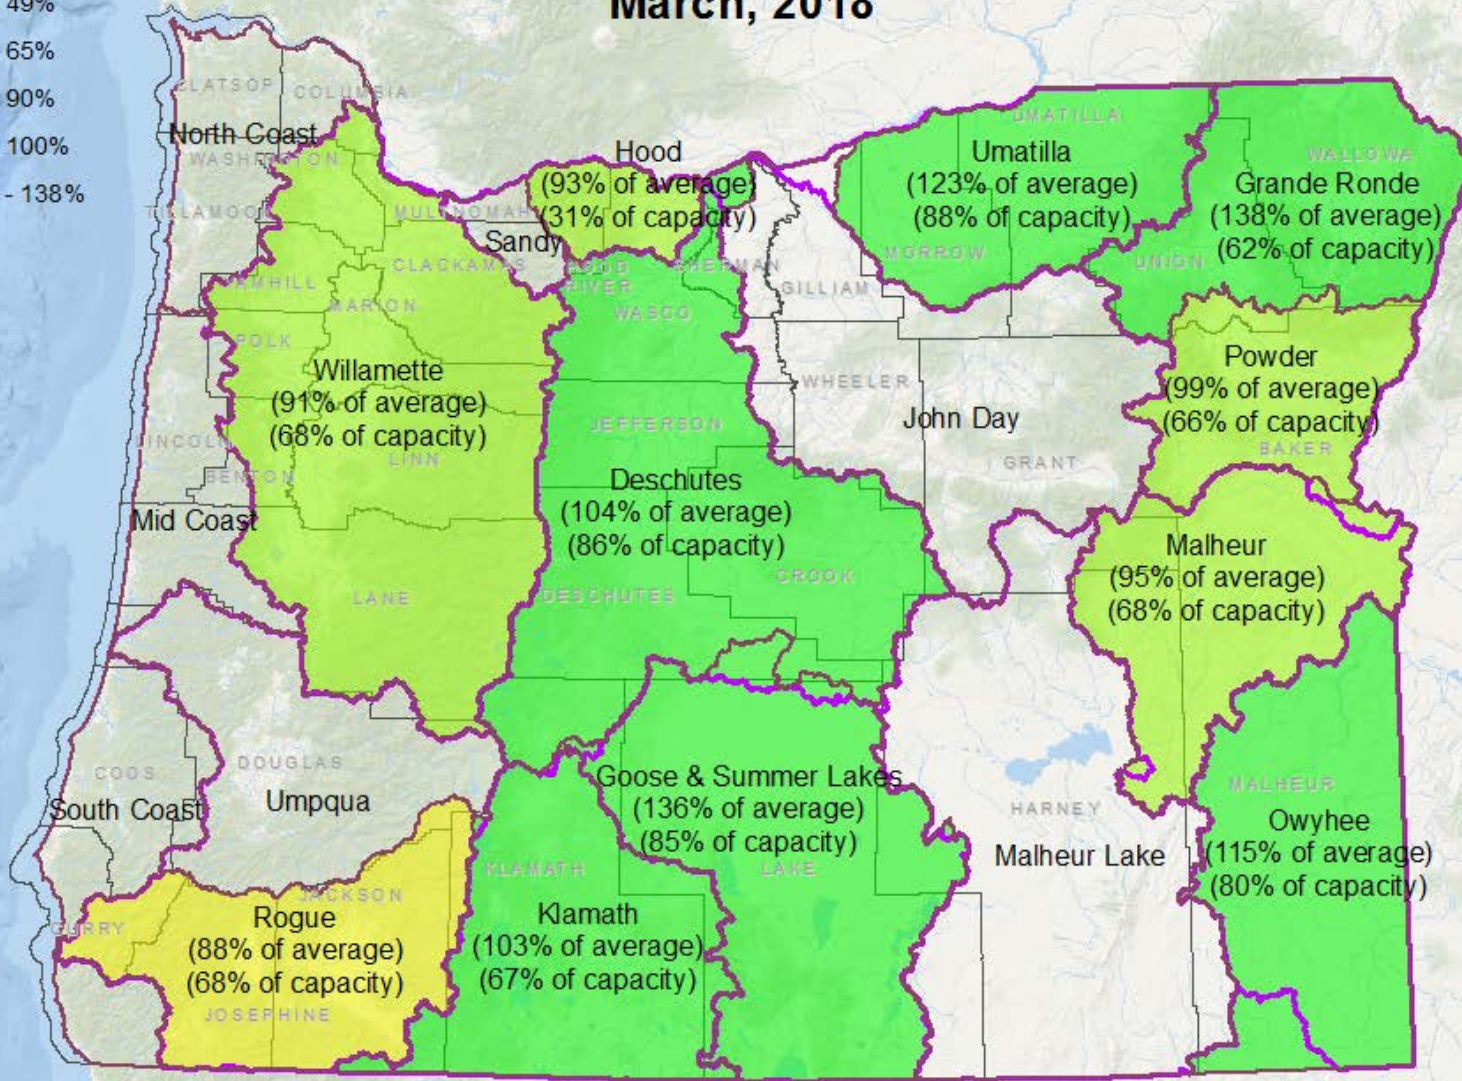 March, 2018
49%
65%
90%
100%
- 138%
CLATSOP
COLUMBIA
North Coast
WASHINGTON
TILLAMOOK
MULTNOMAH
Hood
(93% of average)
(31% of capacity)
Sandy
HOOD
RIVER
SHERMAN
CLACKAMAS
YAMHILL
MARION
POLK
WASCO
GILLIAM
UMATILLA
Umatilla
(123% of average)
(88% of capacity)
MORROW
WALLOWA
Grande Ronde
(138% of average)
(62% of capacity)
UNION
Willamette
(91% of average)
(68% of capacity)
LINN
LINCOLN
BENTON
Mid Coast
LANE
JEFFERSON
Deschutes
(104% of average)
(86% of capacity)
CROOK
DESCHUTES
WHEELER
John Day
GRANT
Powder
(99% of average)
(66% of capacity)
BAKER
Malheur
(95% of average)
(68% of capacity)
COOS
DOUGLAS
South Coast
Umpqua
Goose & Summer Lakes
(136% of average)
(85% of capacity)
LAKE
KLAMATH
HARNEY
Malheur Lake
MALHEUR
Owyhee
(115% of average)
(80% of capacity)
CURRY
JACKSON
Rogue
(88% of average)
(68% of capacity)
JOSEPHINE
Klamath
(103% of average)
(67% of capacity)